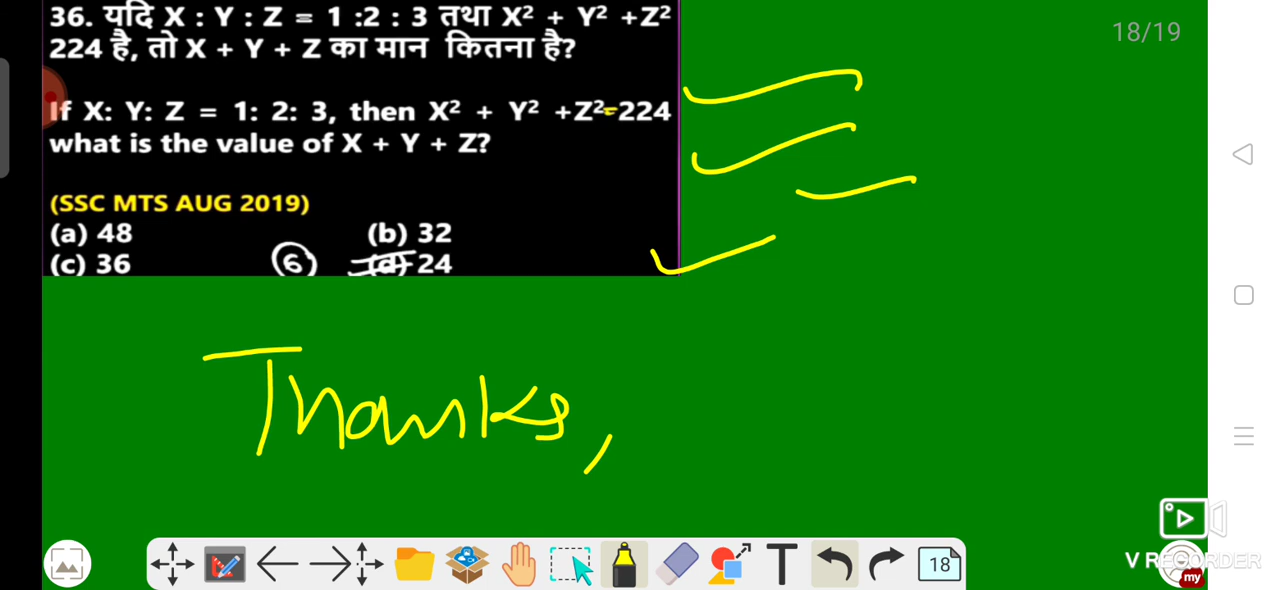 36. यदि X : Y : Z = 1 :2 : 3 तथा X² + Y² +Z²
18/19
224 है, तो X + Y + Z का मान कितना है?
If X: Y: Z = 1: 2: 3, then X² + Y² +Z²=224
what is the value of X + Y + Z?
(SSC MTS AUG 2019)
(a) 48 (b) 32
(c) 36 6 (d) 24
Thanks,
T 18
V RECORDER
my